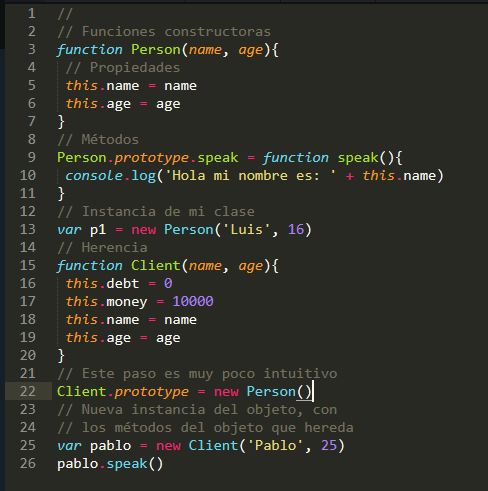 1 //
2 // Funciones constructoras
3 function Person(name, age){
4 // Propiedades
5 this.name = name
6 this.age = age
7 }
8 // Métodos
9 Person.prototype.speak = function speak(){
10 console.log('Hola mi nombre es: ' + this.name)
11 }
12 // Instancia de mi clase
13 var p1 = new Person('Luis', 16)
14 // Herencia
15 function Client(name, age){
16 this.debt = 0
17 this.money = 10000
18 this.name = name
19 this.age = age
20 }
21 // Este paso es muy poco intuitivo
22 Client.prototype = new Person()
23 // Nueva instancia del objeto, con
24 // los métodos del objeto que hereda
25 var pablo = new Client('Pablo', 25)
26 pablo.speak()